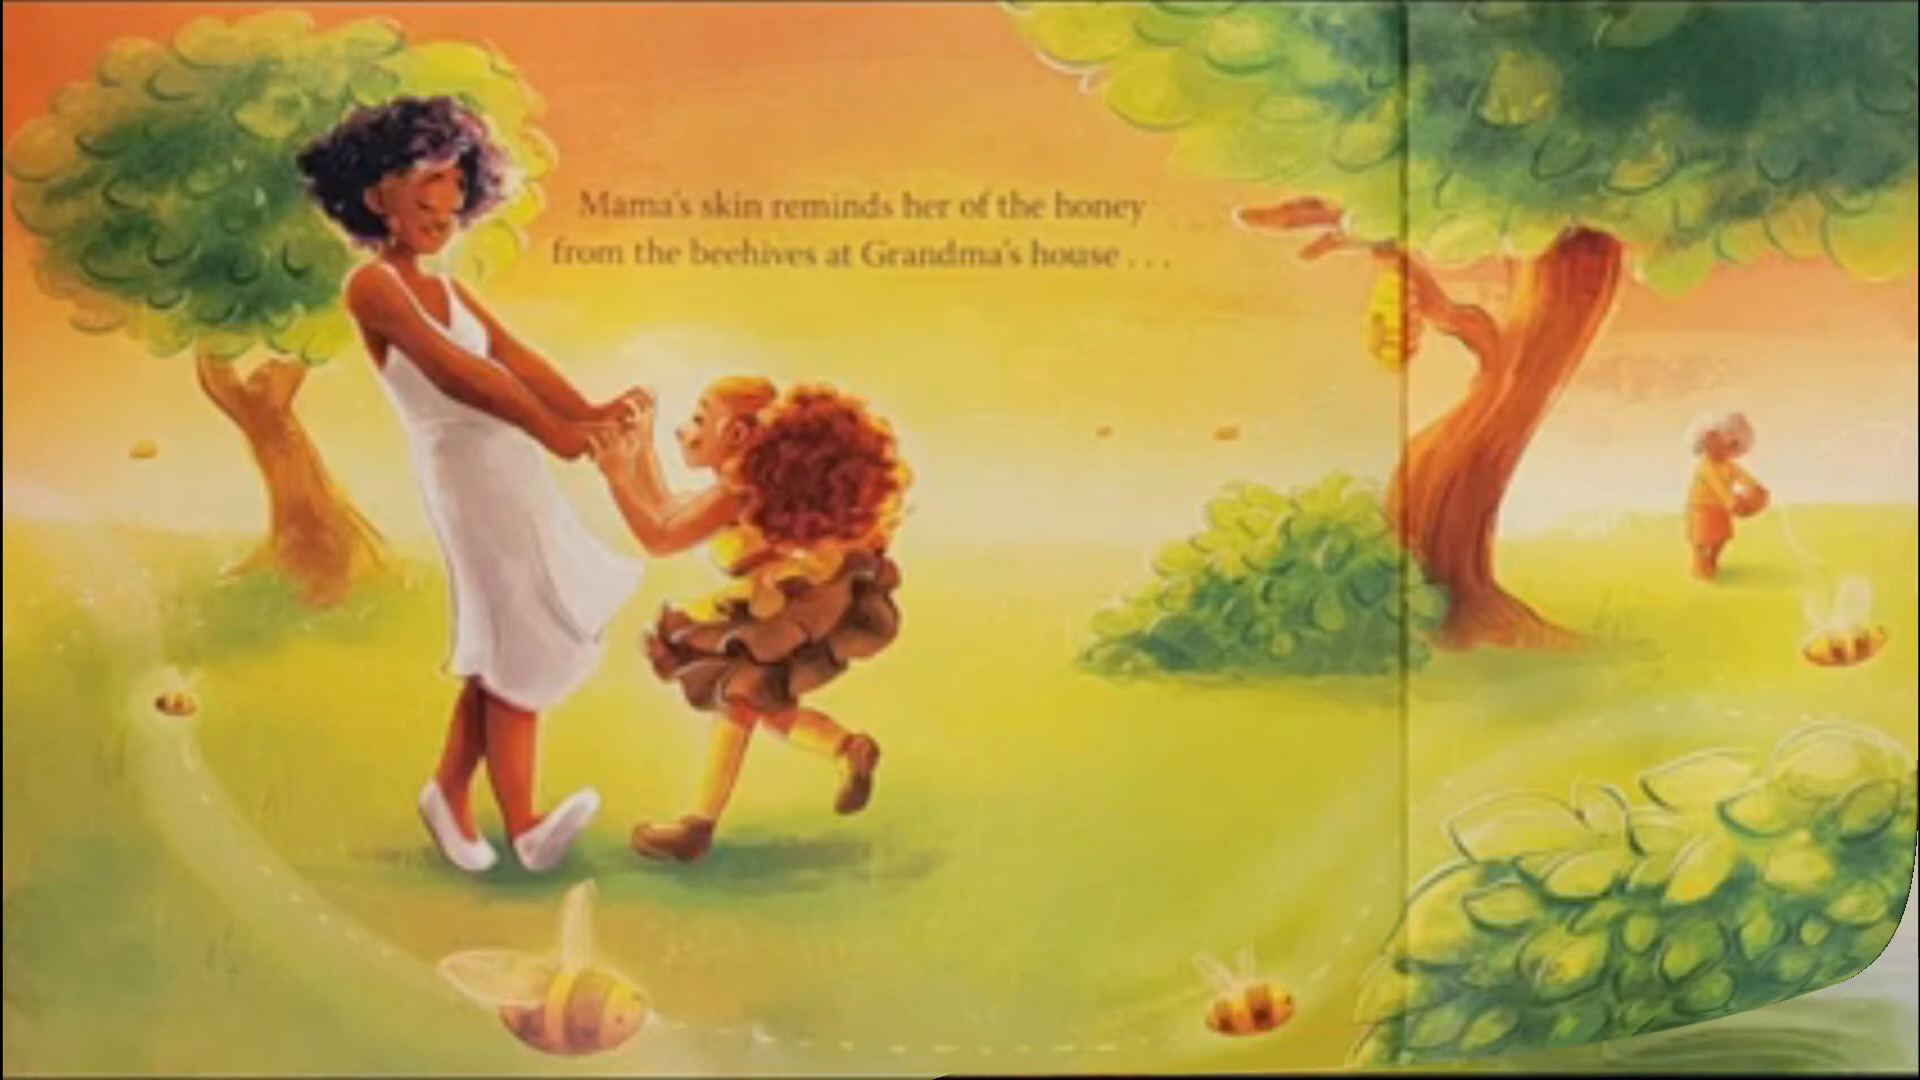 Mama's skin reminds her of the honey
from the beehives at Grandma's house . . .